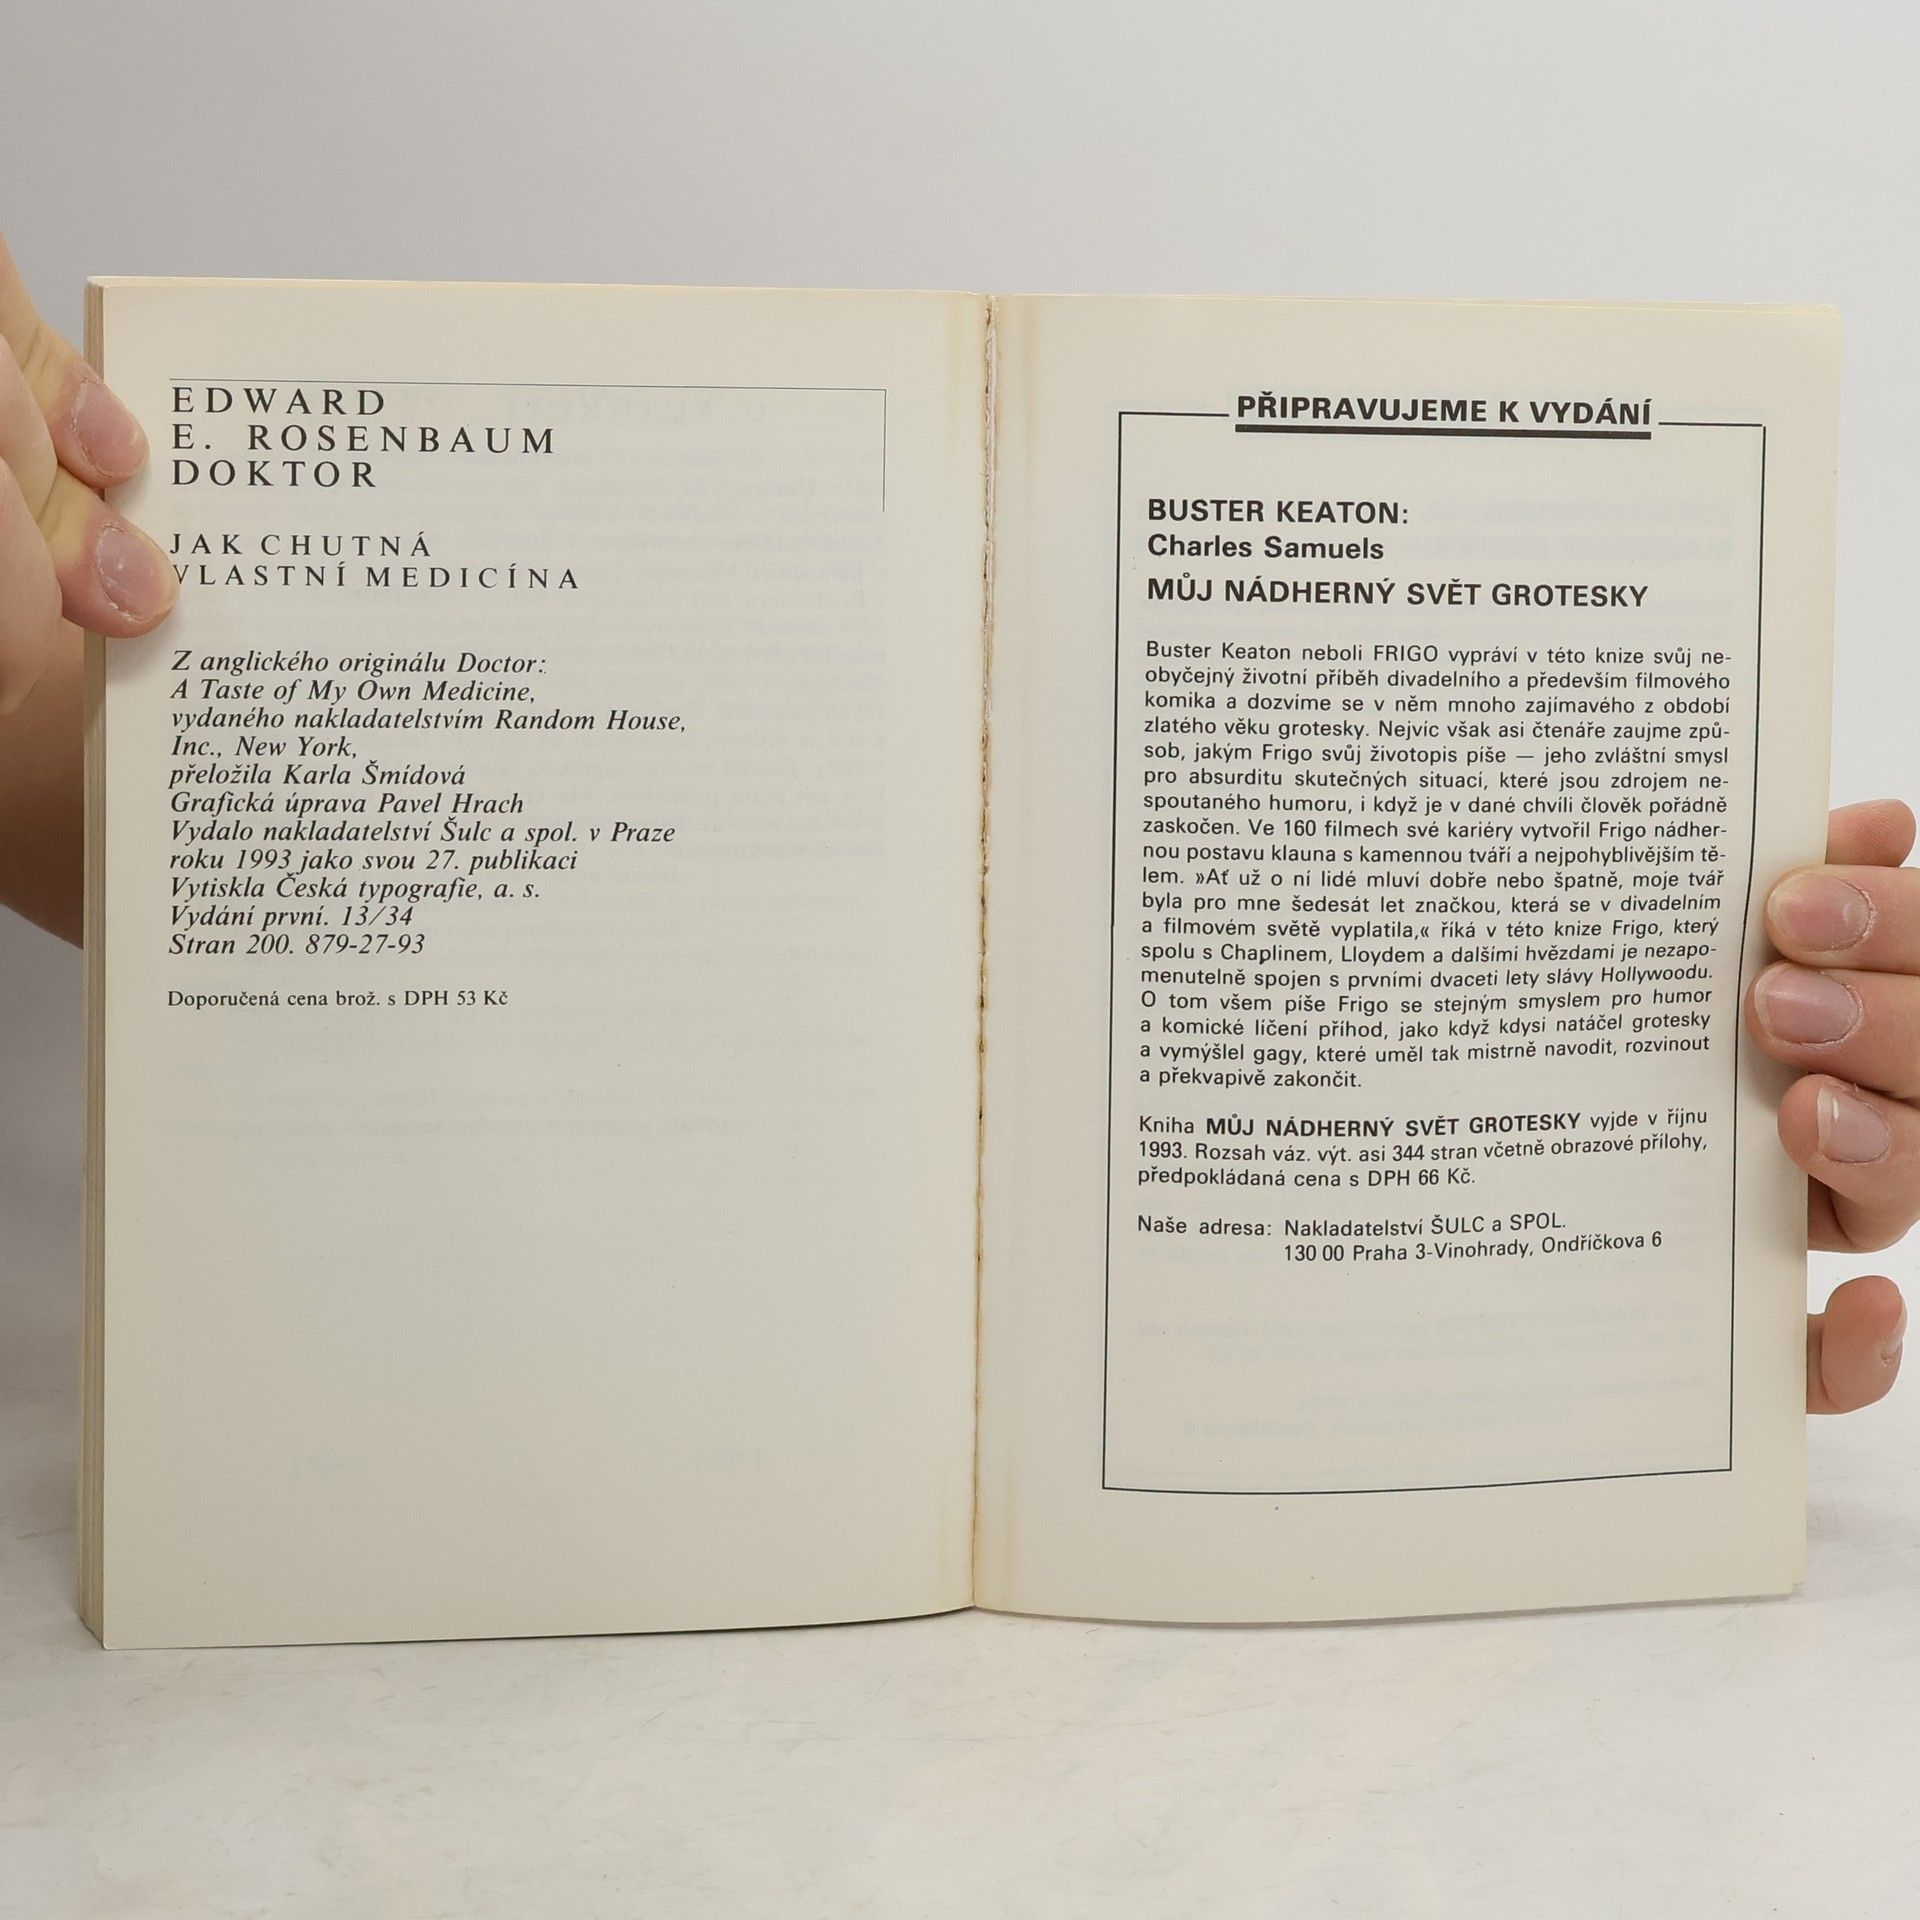 EDWARD
E. ROSENBAUM
DOKTOR
JAK CHUTNÁ
VLASTNÍ MEDICÍNA
Z anglického originálu Doctor:
A Taste of My Own Medicine,
vydaného nakladatelstvím Random House,
Inc., New York,
přeložila Karla Šmídová
Grafická úprava Pavel Hrach
Vydalo nakladatelství Šulc a spol. v Praze
roku 1993 jako svou 27. publikaci
Vytiskla Česká typografie, a. s.
Vydání první. 13/34
Stran 200. 879-27-93
Doporučená cena brož. s DPH 53 Kč
PŘIPRAVUJEME K VYDÁNÍ
BUSTER KEATON:
Charles Samuels
MŮJ NÁDHERNÝ SVĚT GROTESKY
Buster Keaton neboli FRIGO vypráví v této knize svůj ne-
obyčejný životní příběh divadelního a především filmového
komika a dozvíme se v něm mnoho zajímavého z období
zlatého věku grotesky. Nejvíc však asi čtenáře zaujme způ-
sob, jakým Frigo svůj životopis píše — jeho zvláštní smysl
pro absurditu skutečných situací, které jsou zdrojem ne-
spoutaného humoru, i když je v dané chvíli člověk pořádně
zaskočen. Ve 160 filmech své kariéry vytvořil Frigo nádher-
nou postavu klauna s kamennou tváří a nejpohyblivějším tě-
lem. »Ať už o ní lidé mluví dobře nebo špatně, moje tvář
byla pro mne šedesát let značkou, která se v divadelním
a filmovém světě vyplatila,« říká v této knize Frigo, který
spolu s Chaplinem, Lloydem a dalšími hvězdami je nezapo-
menutelně spojen s prvními dvaceti lety slávy Hollywoodu.
O tom všem píše Frigo se stejným smyslem pro humor
a komické líčení příhod, jako když kdysi natáčel grotesky
a vymýšlel gagy, které uměl tak mistrně navodit, rozvinout
a překvapivě zakončit.
Kniha MŮJ NÁDHERNÝ SVĚT GROTESKY vyjde v říjnu
1993. Rozsah váz. výt. asi 344 stran včetně obrazové přílohy,
předpokládaná cena s DPH 66 Kč.
Naše adresa: Nakladatelství ŠULC a SPOL.
130 00 Praha 3-Vinohrady, Ondříčkova 6